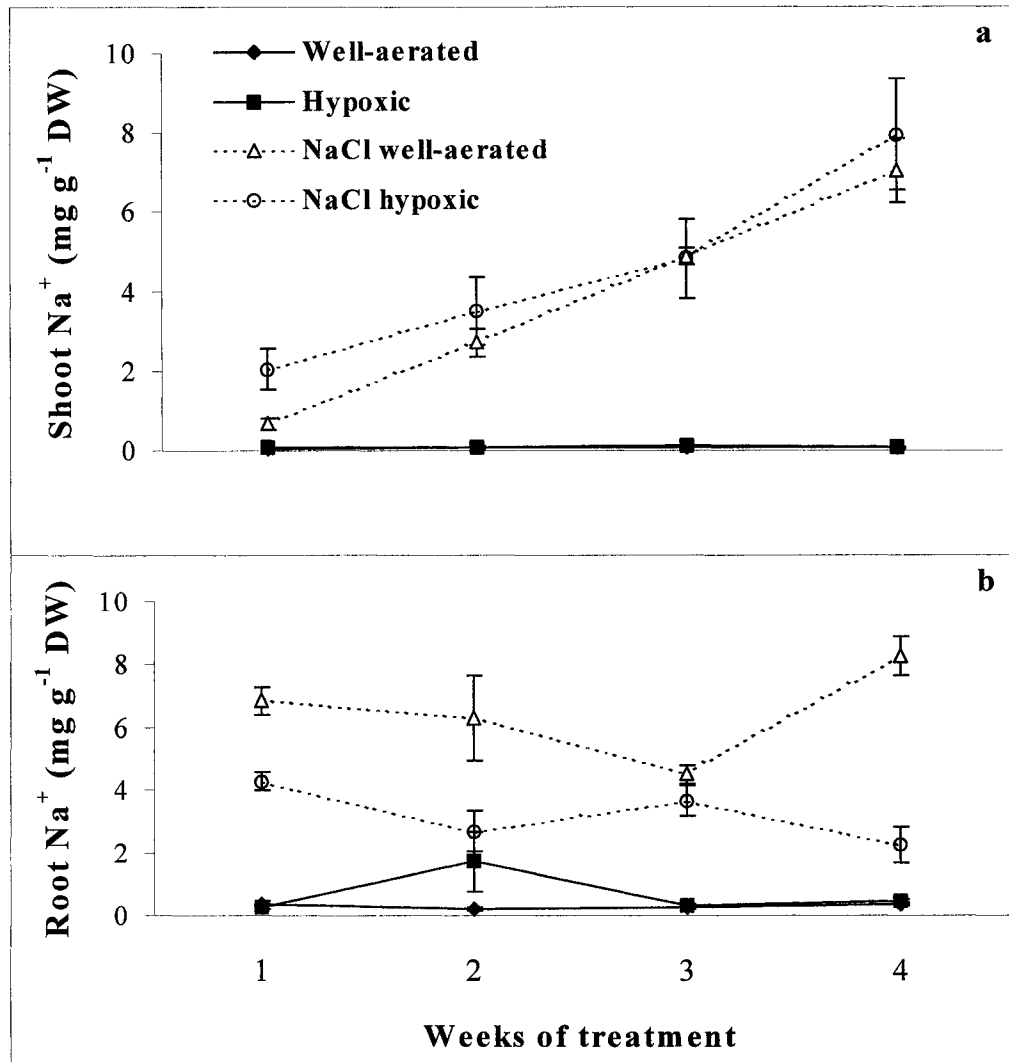 a
Well-aerated
Hypoxic
NaCl well-aerated
NaCl hypoxic
Shoot Na⁺ (mg g⁻¹ DW)
10
8
6
4
2
0
b
Root Na⁺ (mg g⁻¹ DW)
10
8
6
4
2
0
1 2 3 4
Weeks of treatment